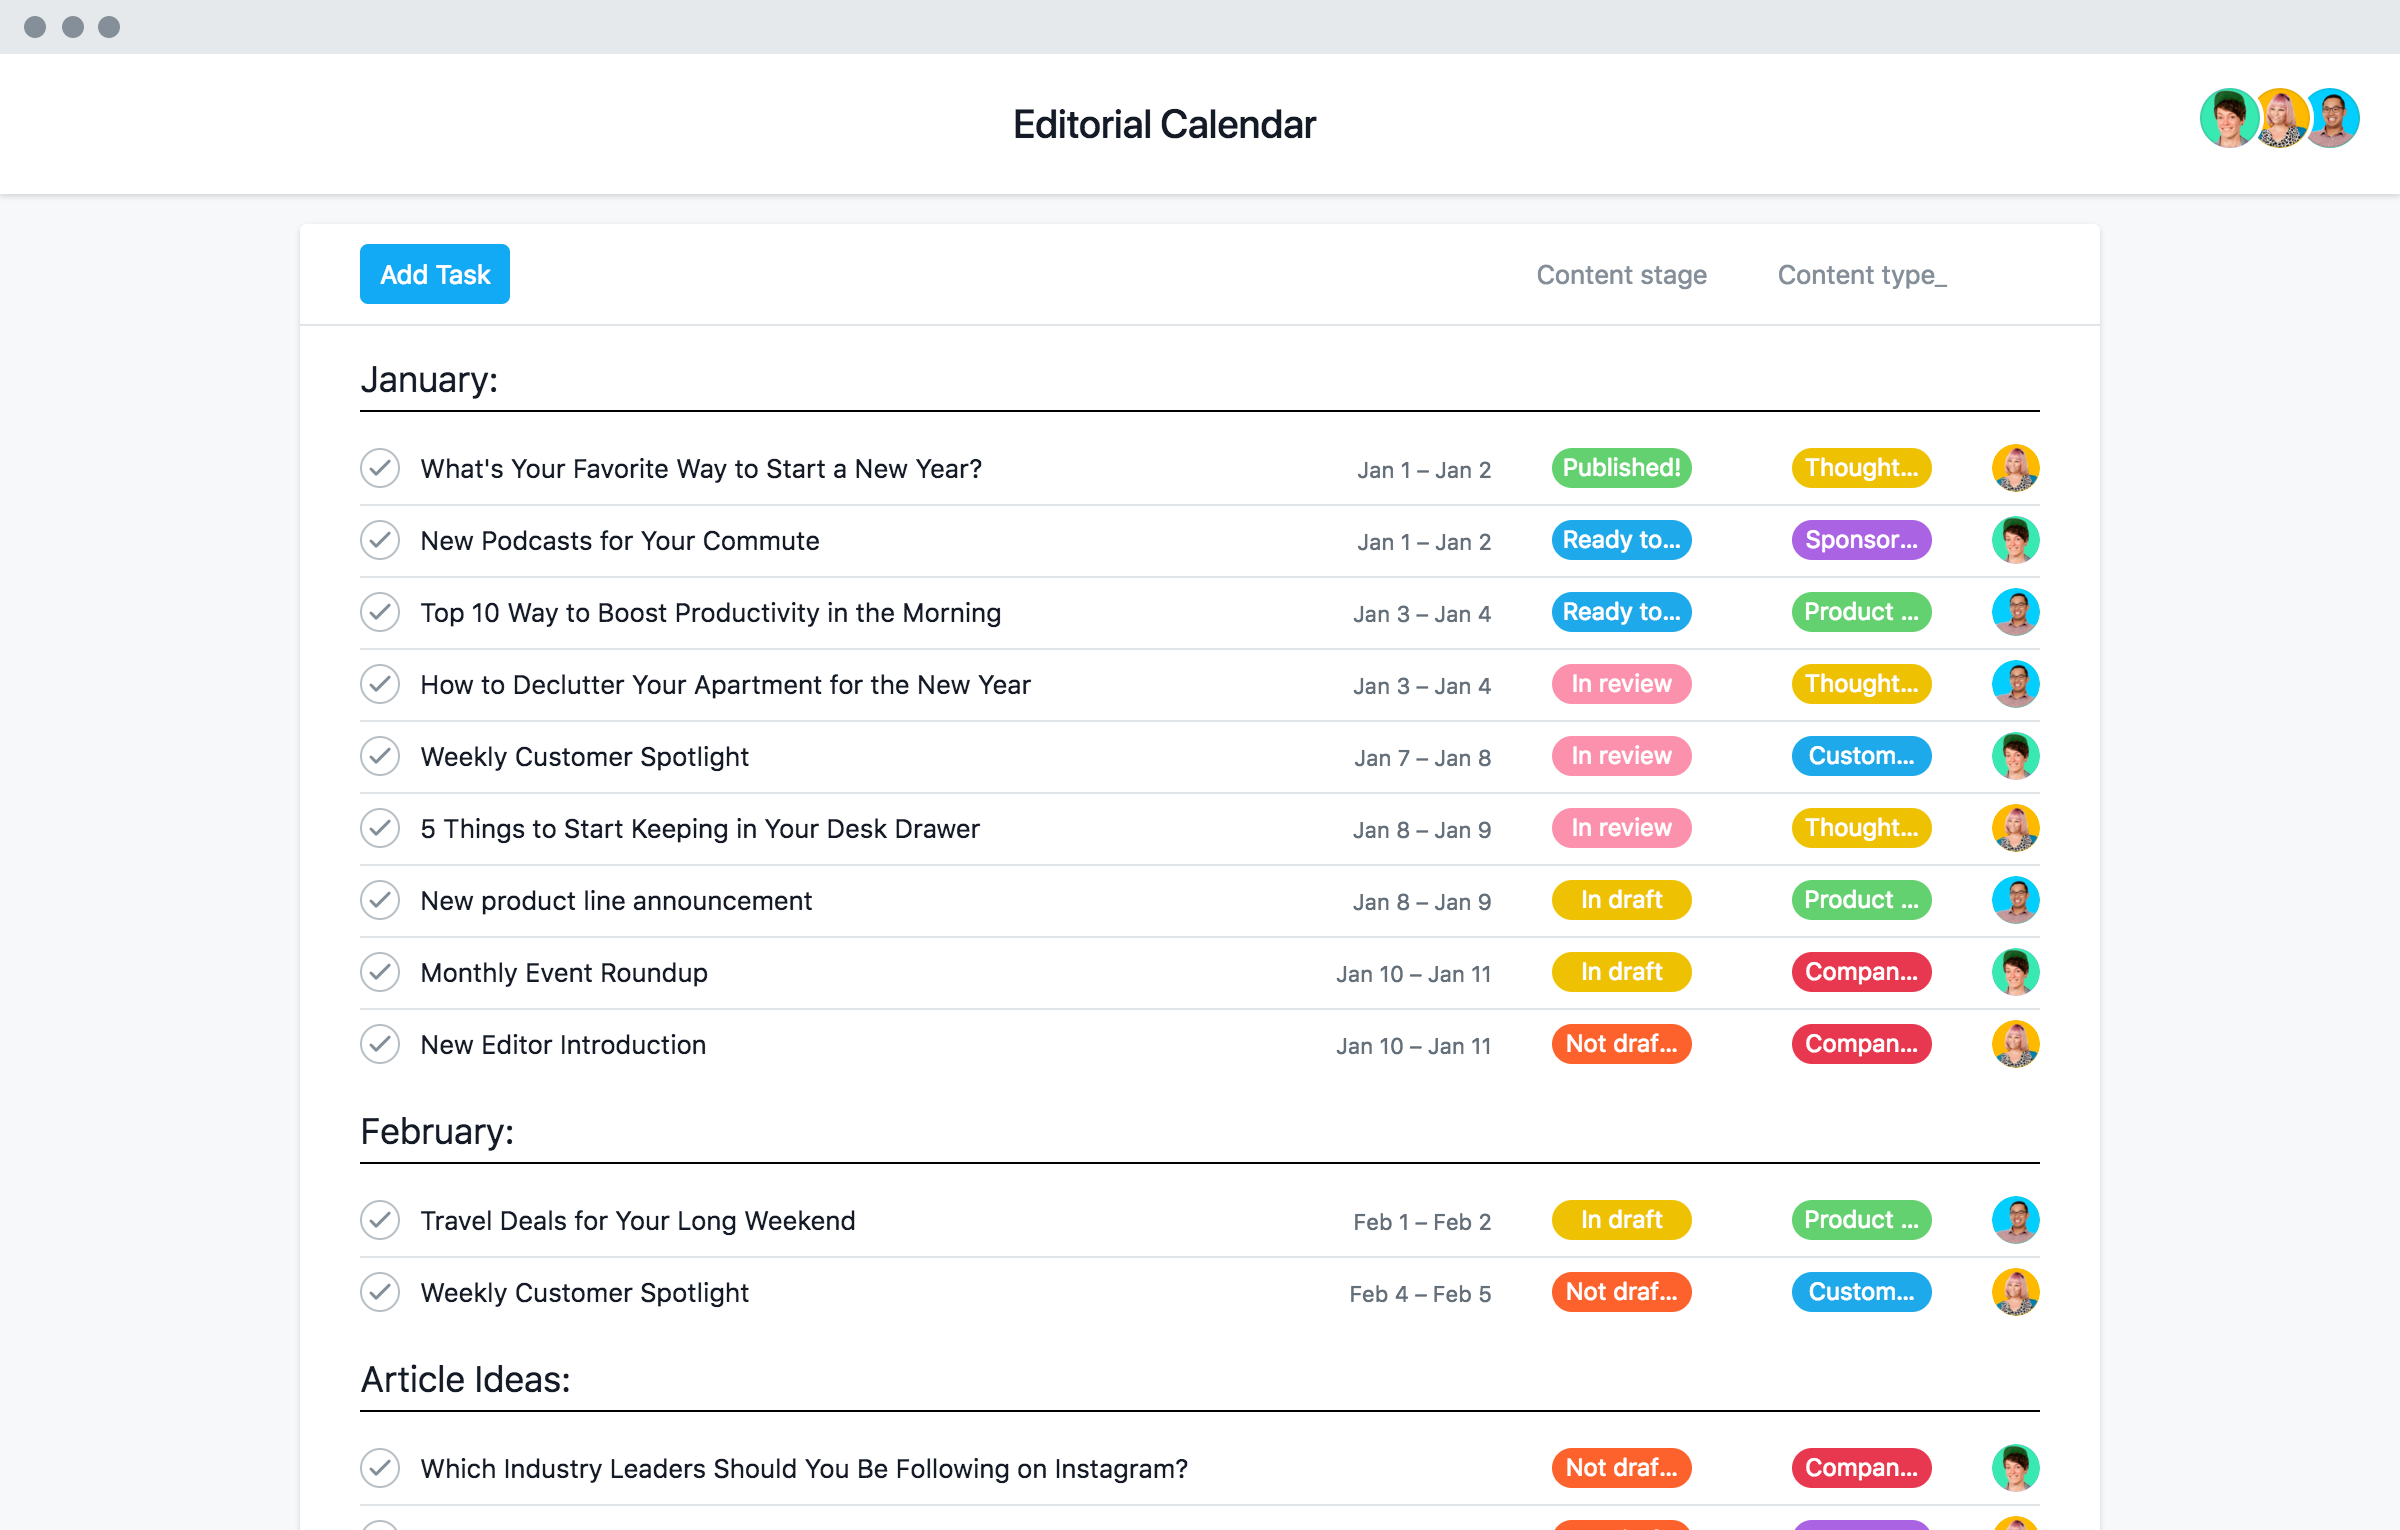 Editorial Calendar
Add Task Content stage Content type_
January:
What's Your Favorite Way to Start a New Year? Jan 1 – Jan 2 Published! Thought...
New Podcasts for Your Commute Jan 1 – Jan 2 Ready to... Sponsor...
Top 10 Way to Boost Productivity in the Morning Jan 3 – Jan 4 Ready to... Product ...
How to Declutter Your Apartment for the New Year Jan 3 – Jan 4 In review Thought...
Weekly Customer Spotlight Jan 7 – Jan 8 In review Custom...
5 Things to Start Keeping in Your Desk Drawer Jan 8 – Jan 9 In review Thought...
New product line announcement Jan 8 – Jan 9 In draft Product ...
Monthly Event Roundup Jan 10 – Jan 11 In draft Compan...
New Editor Introduction Jan 10 – Jan 11 Not draf... Compan...
February:
Travel Deals for Your Long Weekend Feb 1 – Feb 2 In draft Product ...
Weekly Customer Spotlight Feb 4 – Feb 5 Not draf... Custom...
Article Ideas:
Which Industry Leaders Should You Be Following on Instagram? Not draf... Compan...